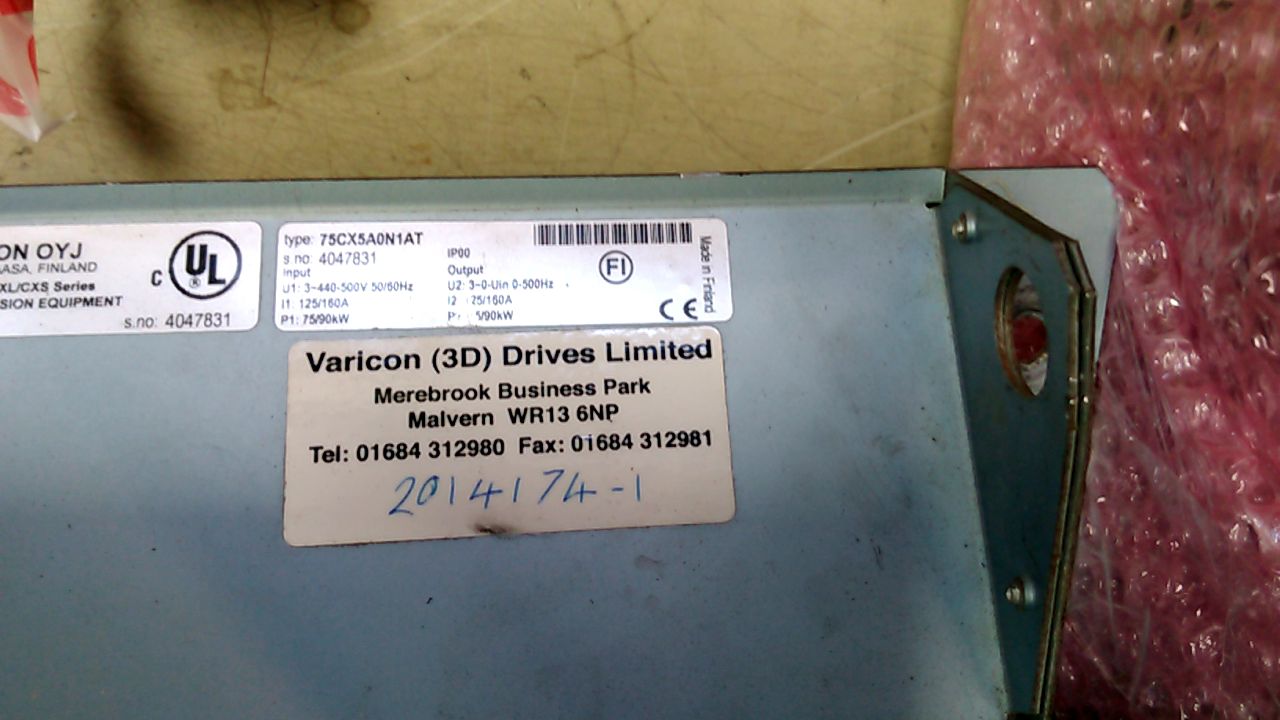 ON OYJ
ASA, FINLAND
XL/CXS Series
SION EQUIPMENT
s.no: 4047831
C UL ®
type: 75CX5A0N1AT
s no: 4047831
Input
U1: 3~440-500V 50/60Hz
I1: 125/160A
P1: 75/90kW
IP00
Output
U2: 3~0-Uin 0-500Hz
I2 25/160A
P 5/90kW
FI
CE
Made in Finland
Varicon (3D) Drives Limited
Merebrook Business Park
Malvern WR13 6NP
Tel: 01684 312980 Fax: 01684 312981
2014174-1